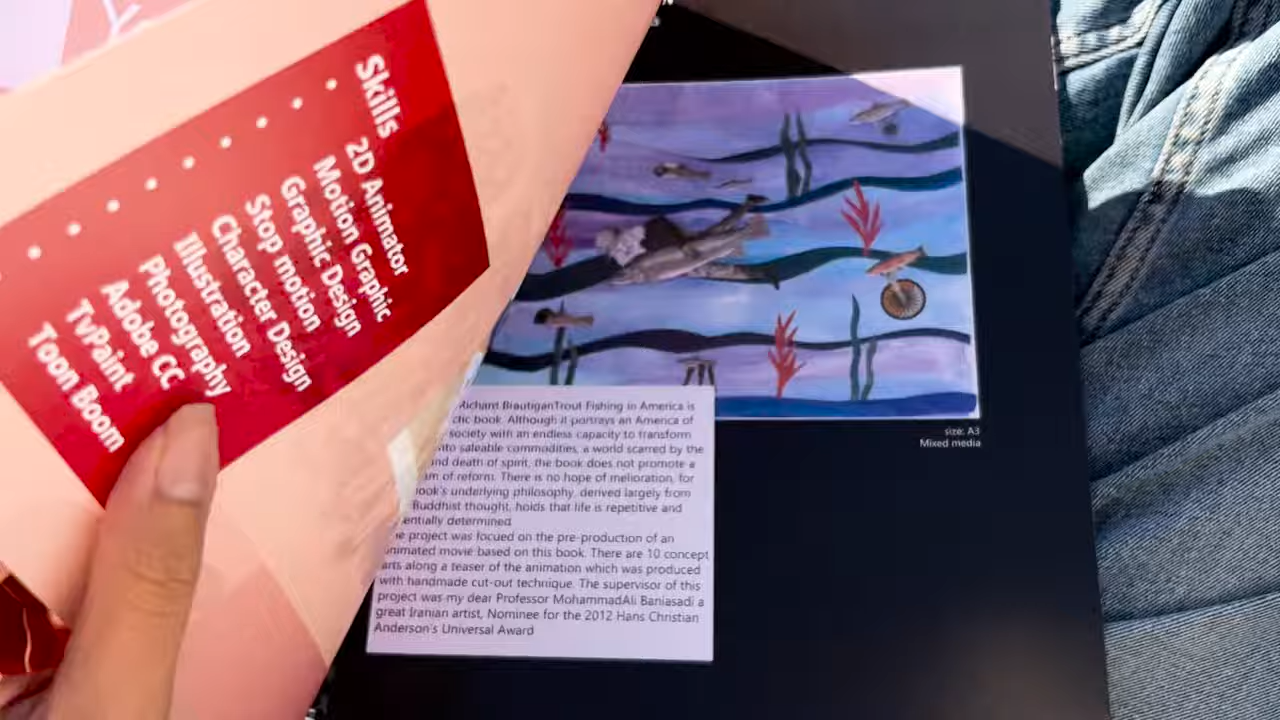 Skills
2D Animator
Motion Graphic
Graphic Design
Stop motion
Character Design
Illustration
Photography
Adobe CC
TvPaint
Toon Boom
size: A3
Mixed media
Richard BrautiganTrout Fishing in America is
book. Although it portrays an America of
society with an endless capacity to transform
saleable commodities, a world scarred by the
death of spirit, the book does not promote a
of reform. There is no hope of melioration, for
underlying philosophy, derived largely from
Buddhist thought, holds that life is repetitive and
determined
project was focued on the pre-production of an
animated movie based on this book. There are 10 concept
arts along a teaser of the animation which was produced
with handmade cut-out technique. The supervisor of this
project was my dear Professor MohammadAli Baniasadi a
great Iranian artist, Nominee for the 2012 Hans Christian
Anderson's Universal Award